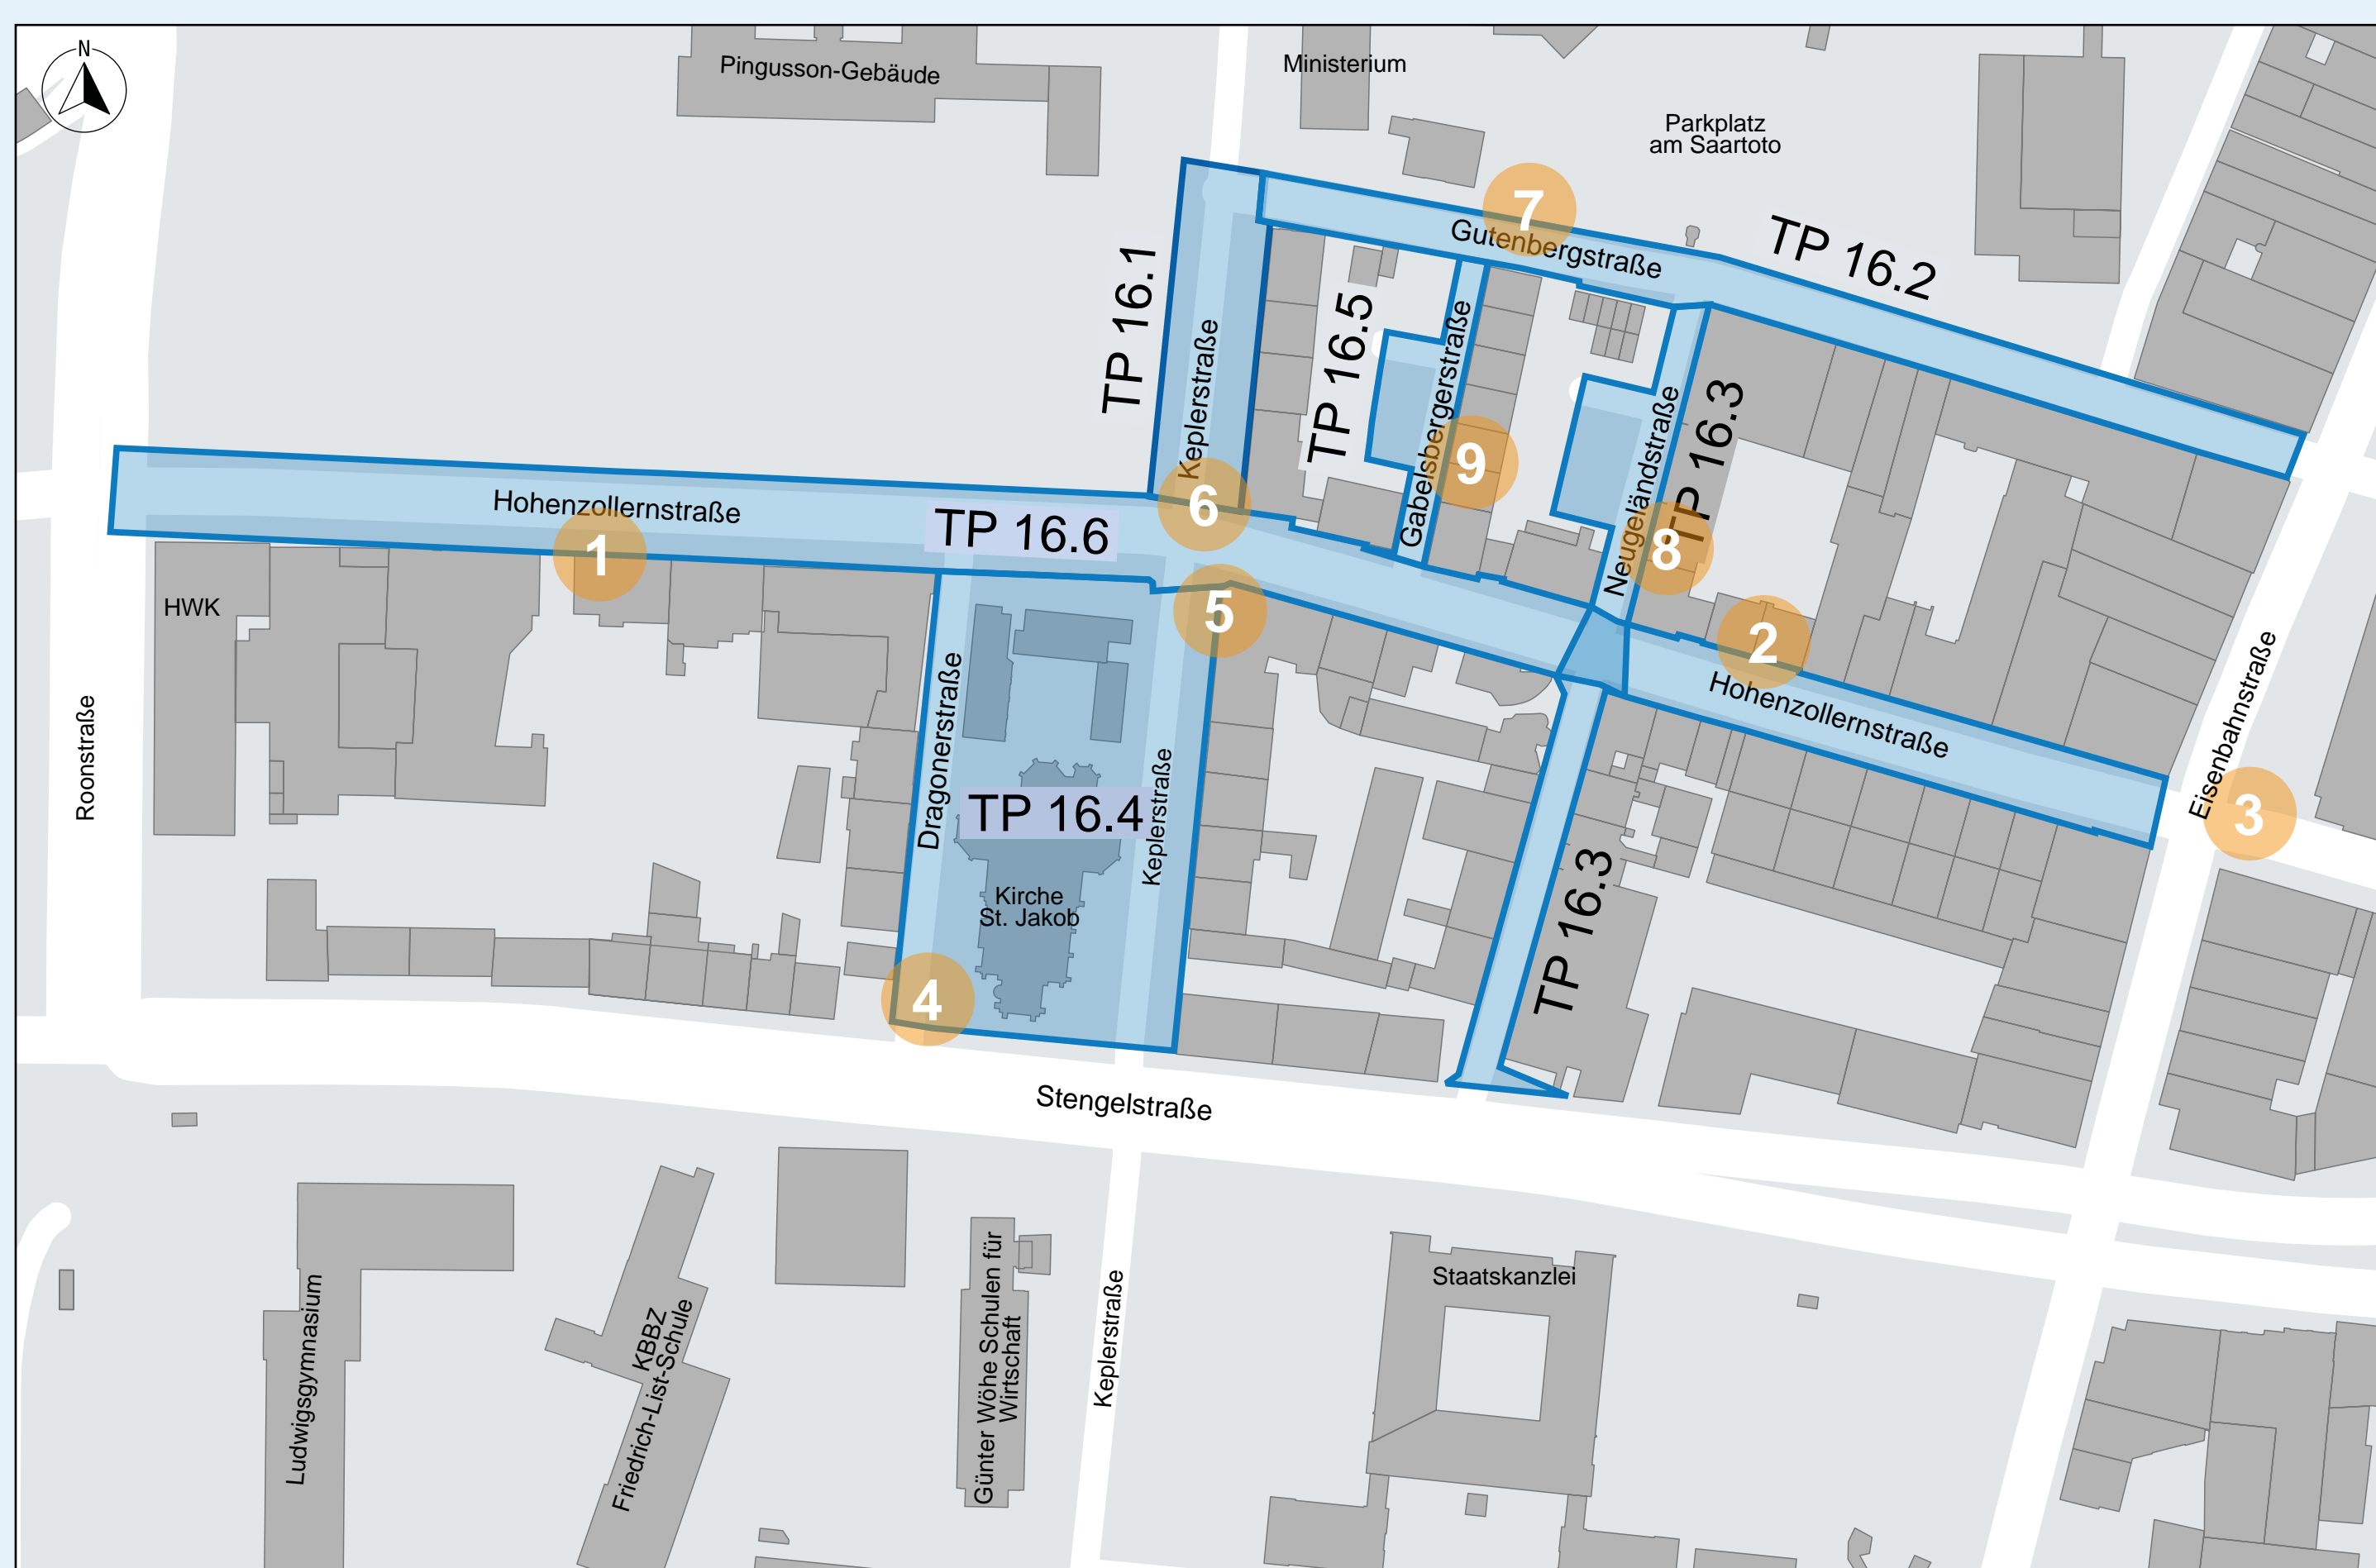 N
Pingusson-Gebäude
Ministerium
Parkplatz
am Saartoto
7
Gutenbergstraße
TP 16.2
TP 16.1
Keplerstraße
TP 16.5
Gabelsbergerstraße
9
Neugeländstraße
TP 16.3
8
Hohenzollernstraße
1
TP 16.6
6
5
2
Hohenzollernstraße
HWK
Roonstraße
Dragonerstraße
TP 16.4
Keplerstraße
Kirche
St. Jakob
4
TP 16.3
Eisenbahnstraße
3
Stengelstraße
Ludwigsgymnasium
KBBZ
Friedrich-List-Schule
Günter Wöhe Schulen für
Wirtschaft
Keplerstraße
Staatskanzlei